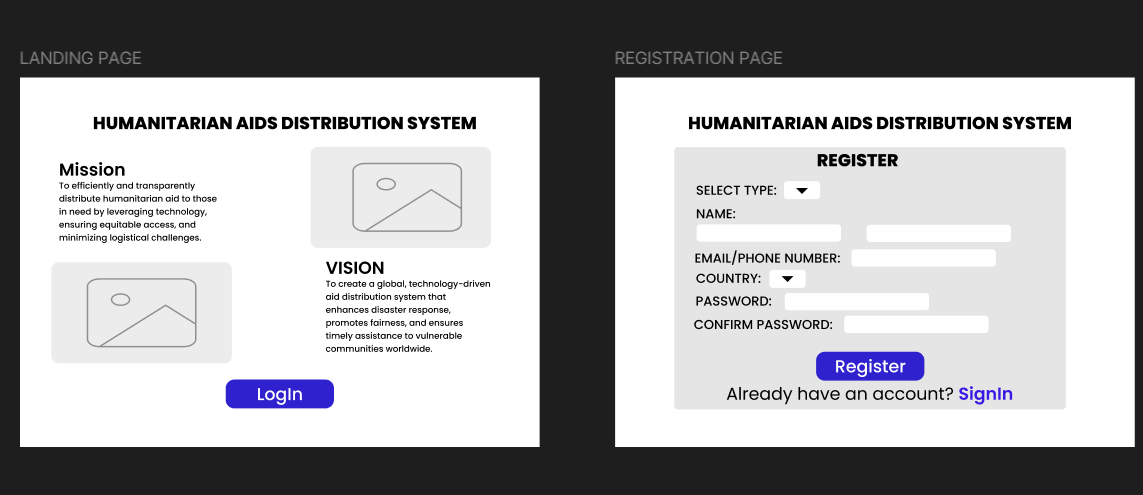 LANDING PAGE
HUMANITARIAN AIDS DISTRIBUTION SYSTEM
Mission
To efficiently and transparently
distribute humanitarian aid to those
in need by leveraging technology,
ensuring equitable access, and
minimizing logistical challenges.
VISION
To create a global, technology-driven
aid distribution system that
enhances disaster response,
promotes fairness, and ensures
timely assistance to vulnerable
communities worldwide.
LogIn
REGISTRATION PAGE
HUMANITARIAN AIDS DISTRIBUTION SYSTEM
REGISTER
SELECT TYPE:
NAME:
EMAIL/PHONE NUMBER:
COUNTRY:
PASSWORD:
CONFIRM PASSWORD:
Register
Already have an account? SignIn